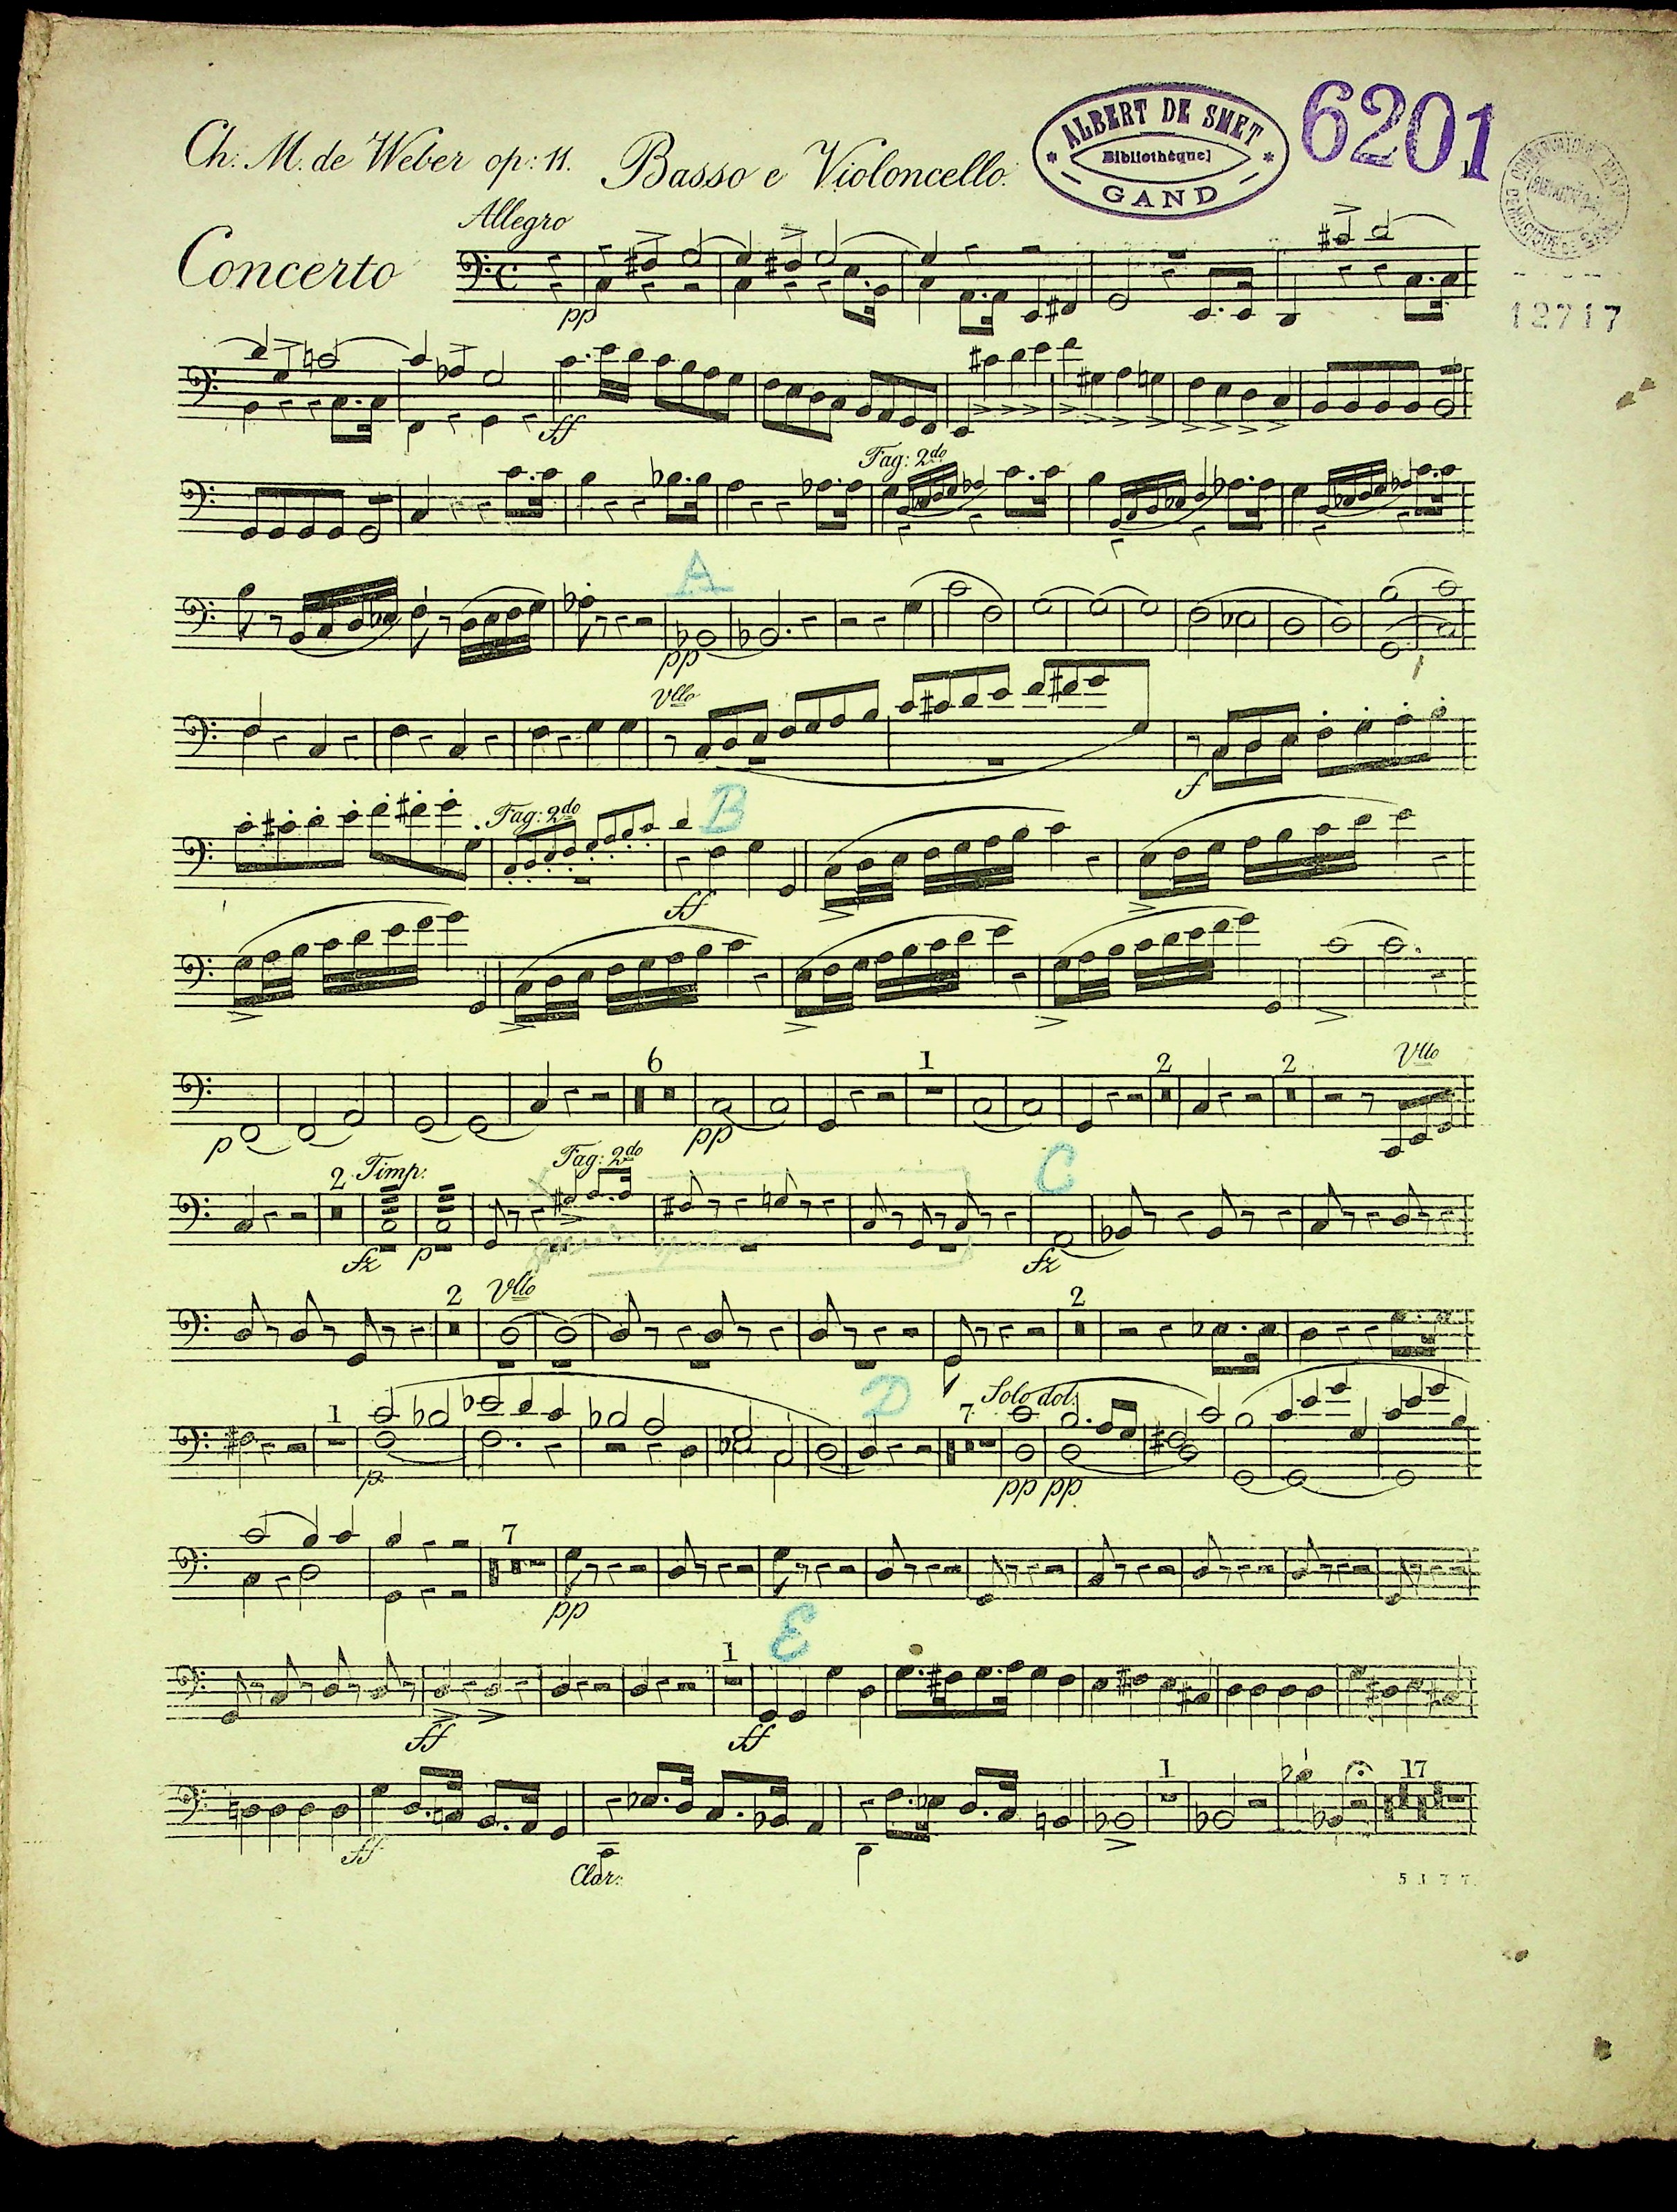 Ch. M. de Weber op: 11. Basso e Violoncello.
ALBERT DE SMET
Bibliothèque
GAND
6201
Allegro
Concerto
pp
12717
ff
Fag: 2do
A
pp
Vllo
f
Fag: 2do
B
ff
6
1
2
2
Vllo
p
pp
2
Timp:
Fag: 2do
C
fz
p
fz
2
Vllo
2
1
D
7
Solo dol:
p
pp pp
7
pp
1
E
ff
ff
1
17
ff
Clar:
5177.